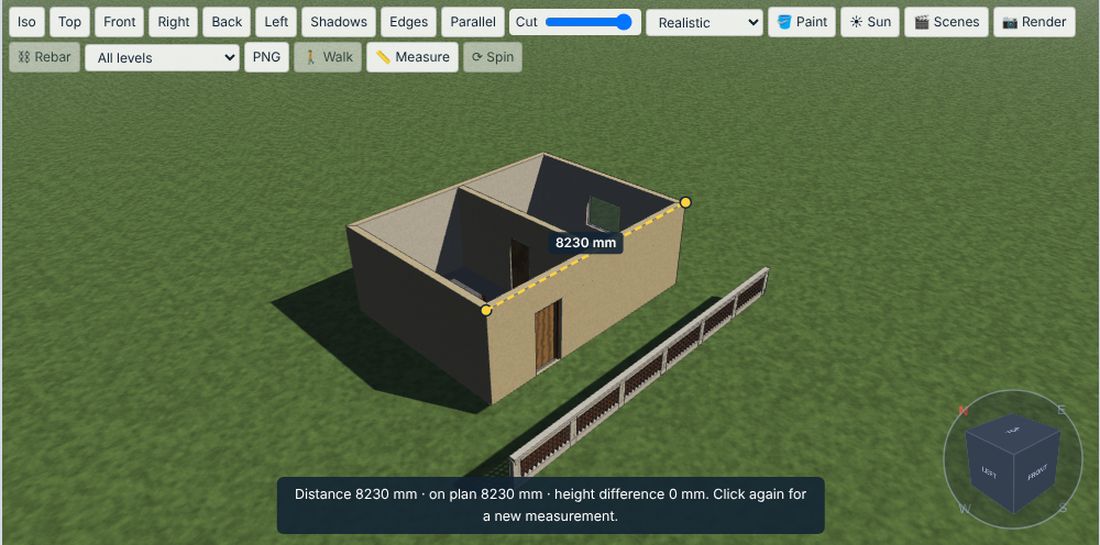 Iso Top Front Right Back Left Shadows Edges Parallel Cut Realistic Paint Sun Scenes Render
Rebar All levels PNG Walk Measure Spin
8230 mm
N E
TOP
LEFT FRONT
W S
Distance 8230 mm · on plan 8230 mm · height difference 0 mm. Click again for
a new measurement.